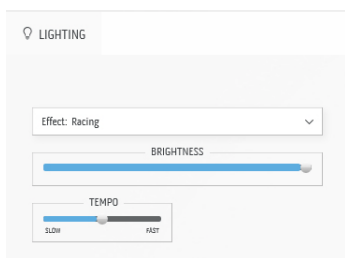 LIGHTING
Effect: Racing
BRIGHTNESS
TEMPO
SLOW FAST